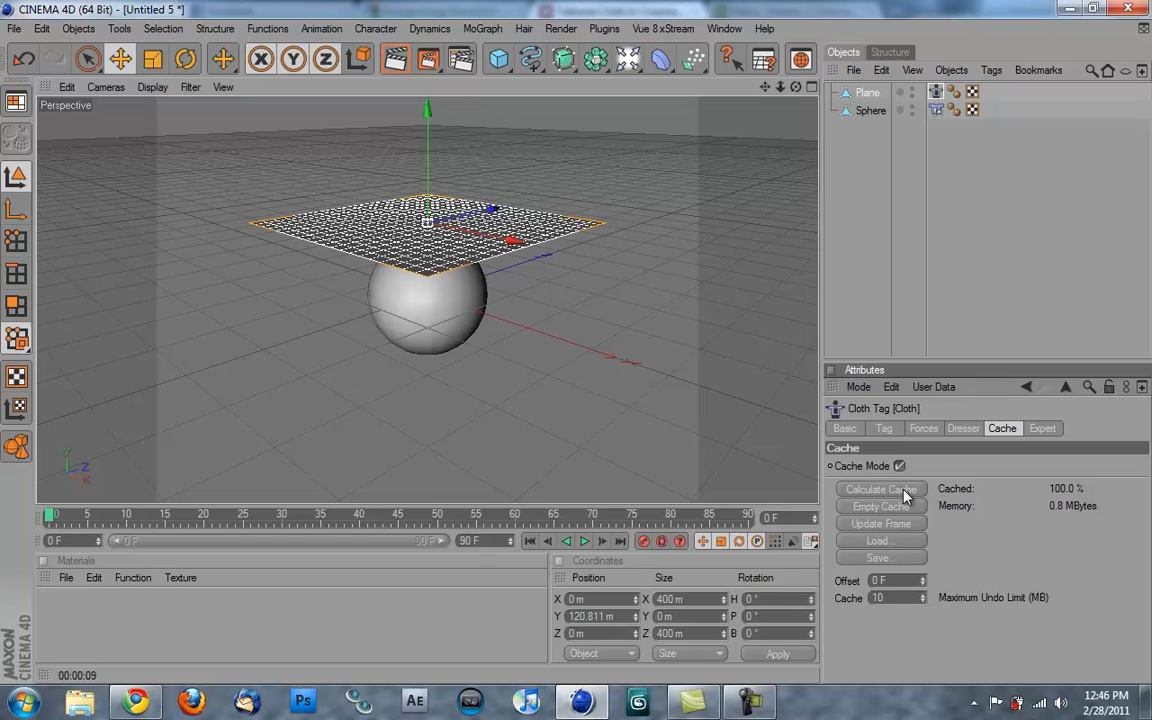 CINEMA 4D (64 Bit) - [Untitled 5 *]
File Edit Objects Tools Selection Structure Functions Animation Character Dynamics MoGraph Hair Render Plugins Vue 8 xStream Window Help
Objects Structure
File Edit View Objects Tags Bookmarks
Edit Cameras Display Filter View
Perspective
Plane
Sphere
X Y Z
Attributes
Mode Edit User Data
Cloth Tag [Cloth]
Basic Tag Forces Dresser Cache Expert
Cache
Cache Mode
Calculate Cache Cached: 100.0 %
Empty Cache Memory: 0.8 MBytes
Update Frame
Load...
Save...
Offset 0 F
Cache 10 Maximum Undo Limit (MB)
Y
Z
X
0 5 10 15 20 25 30 35 40 45 50 55 60 65 70 75 80 85 90 0 F
0 F 0 F 90 F 90 F
Materials
File Edit Function Texture
Coordinates
Position Size Rotation
X 0 m X 400 m H 0 °
Y 120.811 m Y 0 m P 0 °
Z 0 m Z 400 m B 0 °
Object Size Apply
MAXON
CINEMA 4D
00:00:09
Ps AE
12:46 PM
2/28/2011